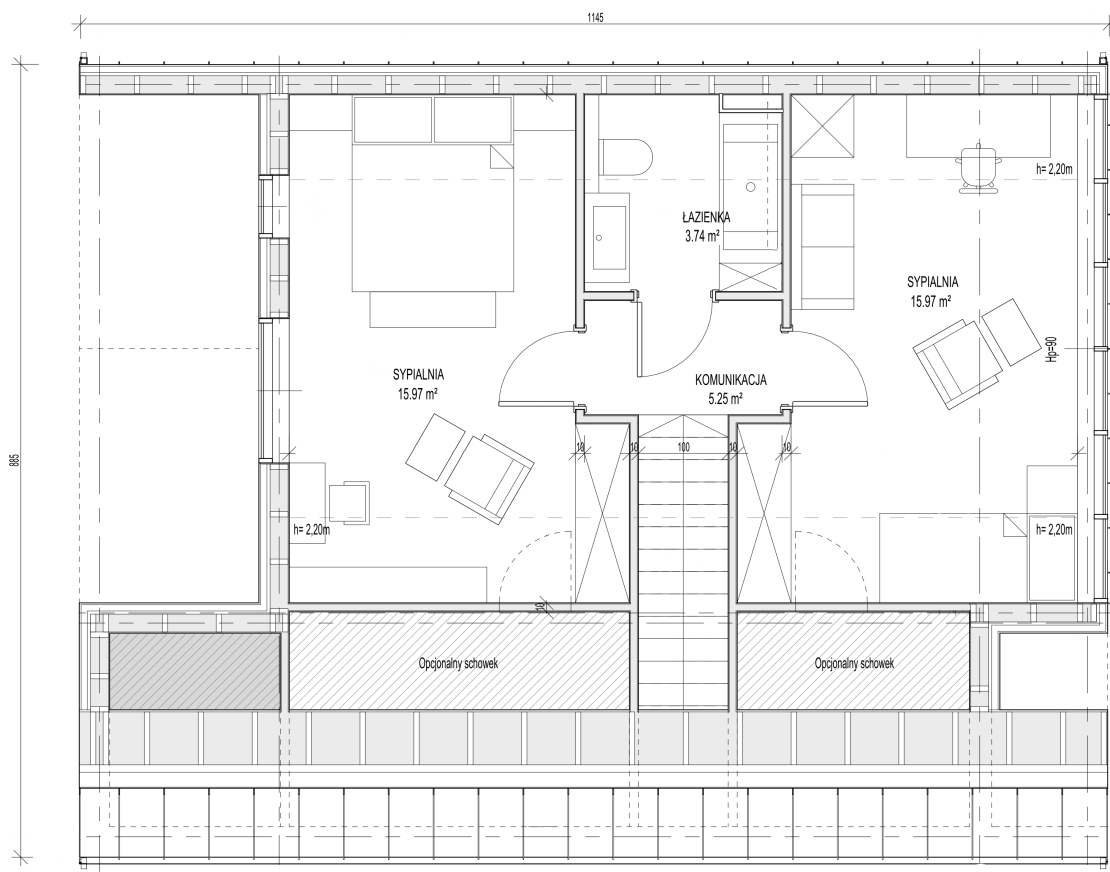 1145
h= 2,20m
ŁAZIENKA
3.74 m²
SYPIALNIA
15.97 m²
Hp=90
SYPIALNIA
15.97 m²
KOMUNIKACJA
5.25 m²
885
10
10
100
10
10
h= 2,20m
h= 2,20m
10
Opcjonalny schowek
Opcjonalny schowek